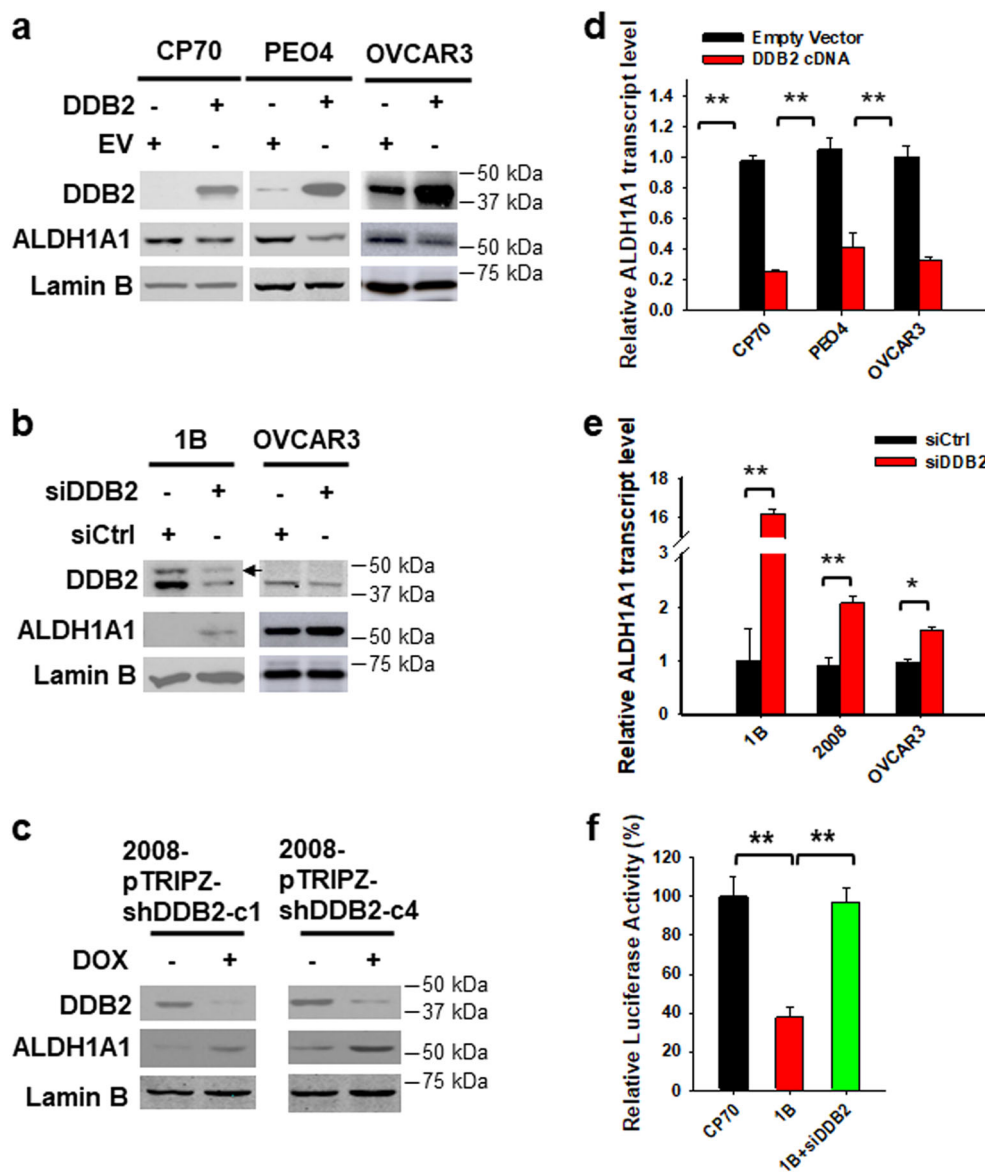 a
CP70 PEO4 OVCAR3
DDB2 - + - + - +
EV + - + - + -
DDB2
50 kDa
37 kDa
ALDH1A1
50 kDa
Lamin B
75 kDa
b
1B OVCAR3
siDDB2 - + - +
siCtrl + - + -
DDB2
50 kDa
37 kDa
ALDH1A1
50 kDa
Lamin B
75 kDa
c
2008-
pTRIPZ-
shDDB2-c1
2008-
pTRIPZ-
shDDB2-c4
DOX - + - +
DDB2
50 kDa
37 kDa
ALDH1A1
50 kDa
Lamin B
75 kDa
d
Empty Vector
DDB2 cDNA
Relative ALDH1A1 transcript level
1.4
1.2
1.0
0.8
0.6
0.4
0.2
0.0
** ** **
CP70 PEO4 OVCAR3
e
siCtrl
siDDB2
Relative ALDH1A1 transcript level
18
16
3
2
1
0
** ** *
1B 2008 OVCAR3
f
Relative Luciferase Activity (%)
120
100
80
60
40
20
0
** **
CP70 1B 1B+siDDB2